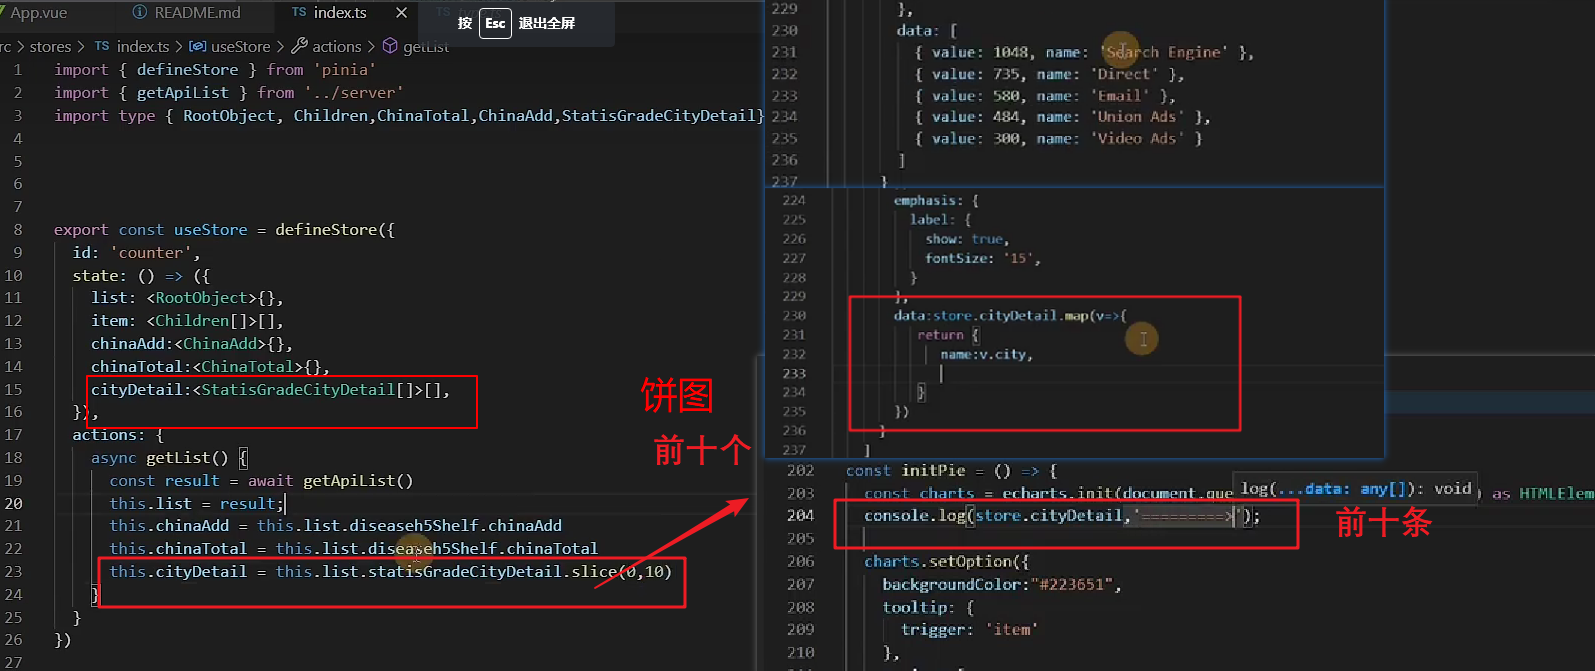 App.vue
README.md
TS index.ts
按 Esc 退出全屏
rc > stores > TS index.ts > useStore > actions > getList
1 import { defineStore } from 'pinia'
2 import { getApiList } from '../server'
3 import type { RootObject, Children,ChinaTotal,ChinaAdd,StatisGradeCityDetail}
4
5
6
7
8 export const useStore = defineStore({
9 id: 'counter',
10 state: () => ({
11 list: <RootObject>{},
12 item: <Children[]>[],
13 chinaAdd:<ChinaAdd>{},
14 chinaTotal:<ChinaTotal>{},
15 cityDetail:<StatisGradeCityDetail[]>[],
16 }),
17 actions: {
18 async getList() {
19 const result = await getApiList()
20 this.list = result;
21 this.chinaAdd = this.list.diseaseh5Shelf.chinaAdd
22 this.chinaTotal = this.list.diseaseh5Shelf.chinaTotal
23 this.cityDetail = this.list.statisGradeCityDetail.slice(0,10)
24 }
25 }
26 })
27
饼图
前十个
229 },
230 data: [
231 { value: 1048, name: 'Search Engine' },
232 { value: 735, name: 'Direct' },
233 { value: 580, name: 'Email' },
234 { value: 484, name: 'Union Ads' },
235 { value: 300, name: 'Video Ads' }
236 ]
237 }
224 emphasis: {
225 label: {
226 show: true,
227 fontSize: '15',
228 }
229 },
230 data:store.cityDetail.map(v=>{
231 return {
232 name:v.city,
233
234 }
235 })
236 }
237 ]
202 const initPie = () => {
203 const charts = echarts.init(document.que
log(...data: any[]): void
) as HTMLElem
204 console.log(store.cityDetail,'=========>');
前十条
205
206 charts.setOption({
207 backgroundColor:"#223651",
208 tooltip: {
209 trigger: 'item'
210 },